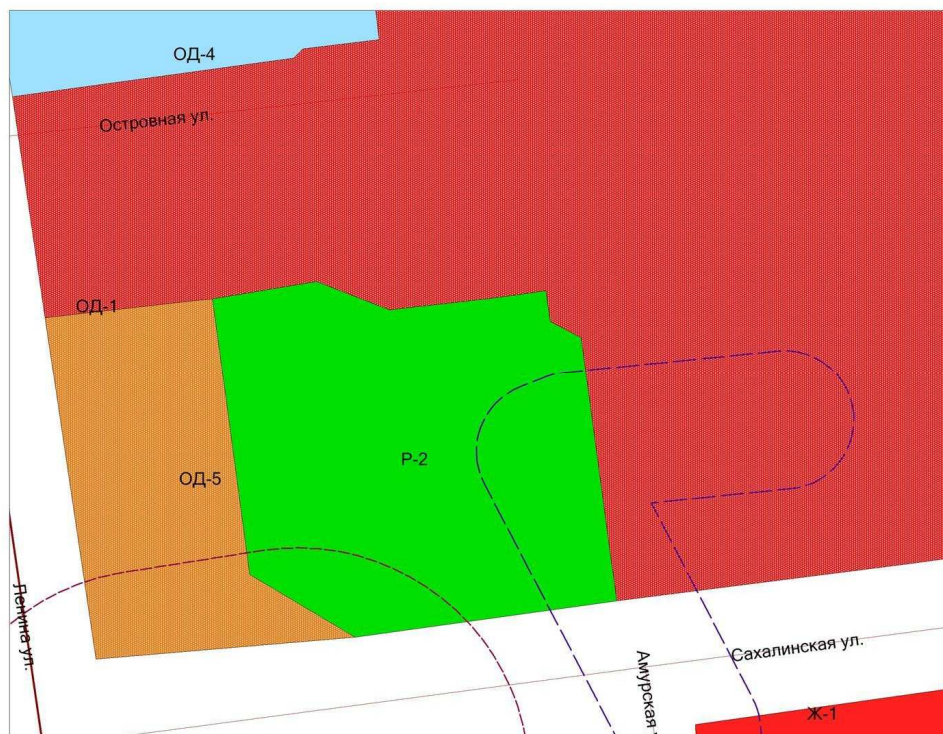 ОД-4
Островная ул.
ОД-1
Р-2
ОД-5
Ленина ул.
Сахалинская ул.
Амурская
Ж-1